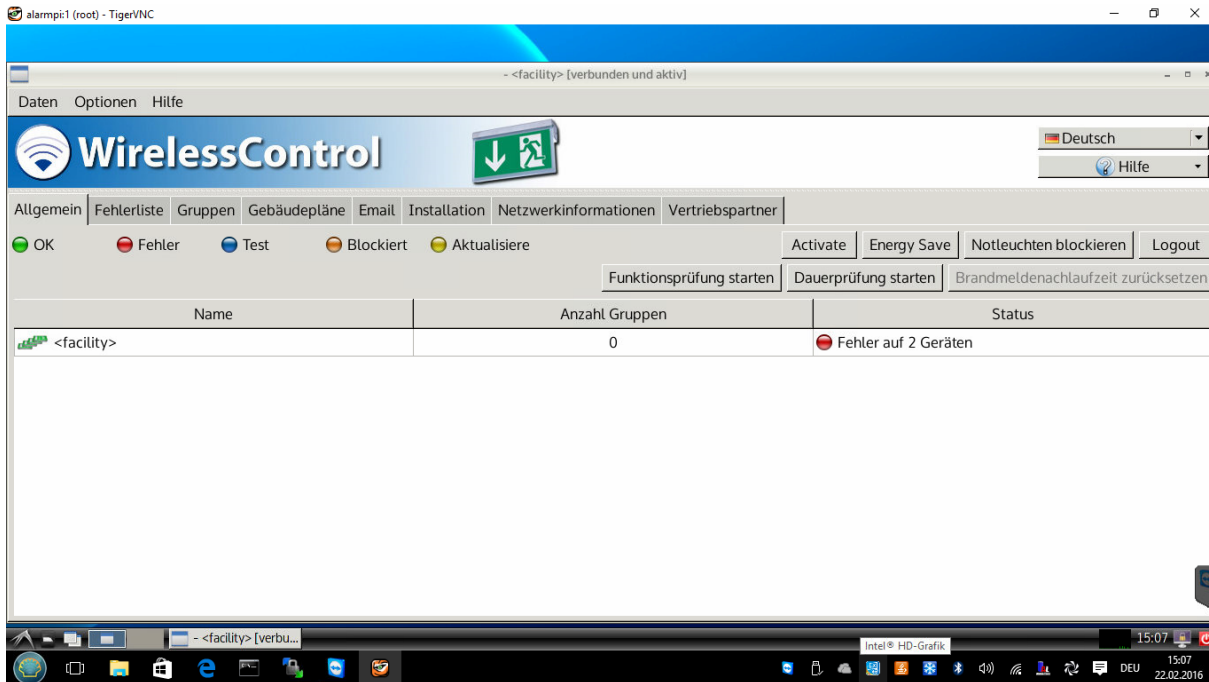 alarmpi:1 (root) - TigerVNC
- <facility> [verbunden und aktiv]
Daten Optionen Hilfe
WirelessControl
Deutsch
Hilfe
Allgemein Fehlerliste Gruppen Gebäudepläne Email Installation Netzwerkinformationen Vertriebspartner
OK Fehler Test Blockiert Aktualisiere Activate Energy Save Notleuchten blockieren Logout
Funktionsprüfung starten Dauerprüfung starten Brandmeldenachlaufzeit zurücksetzen
Name Anzahl Gruppen Status
<facility> 0 Fehler auf 2 Geräten
- <facility> [verbu... 15:07
Intel® HD-Grafik
DEU 15:07
22.02.2016